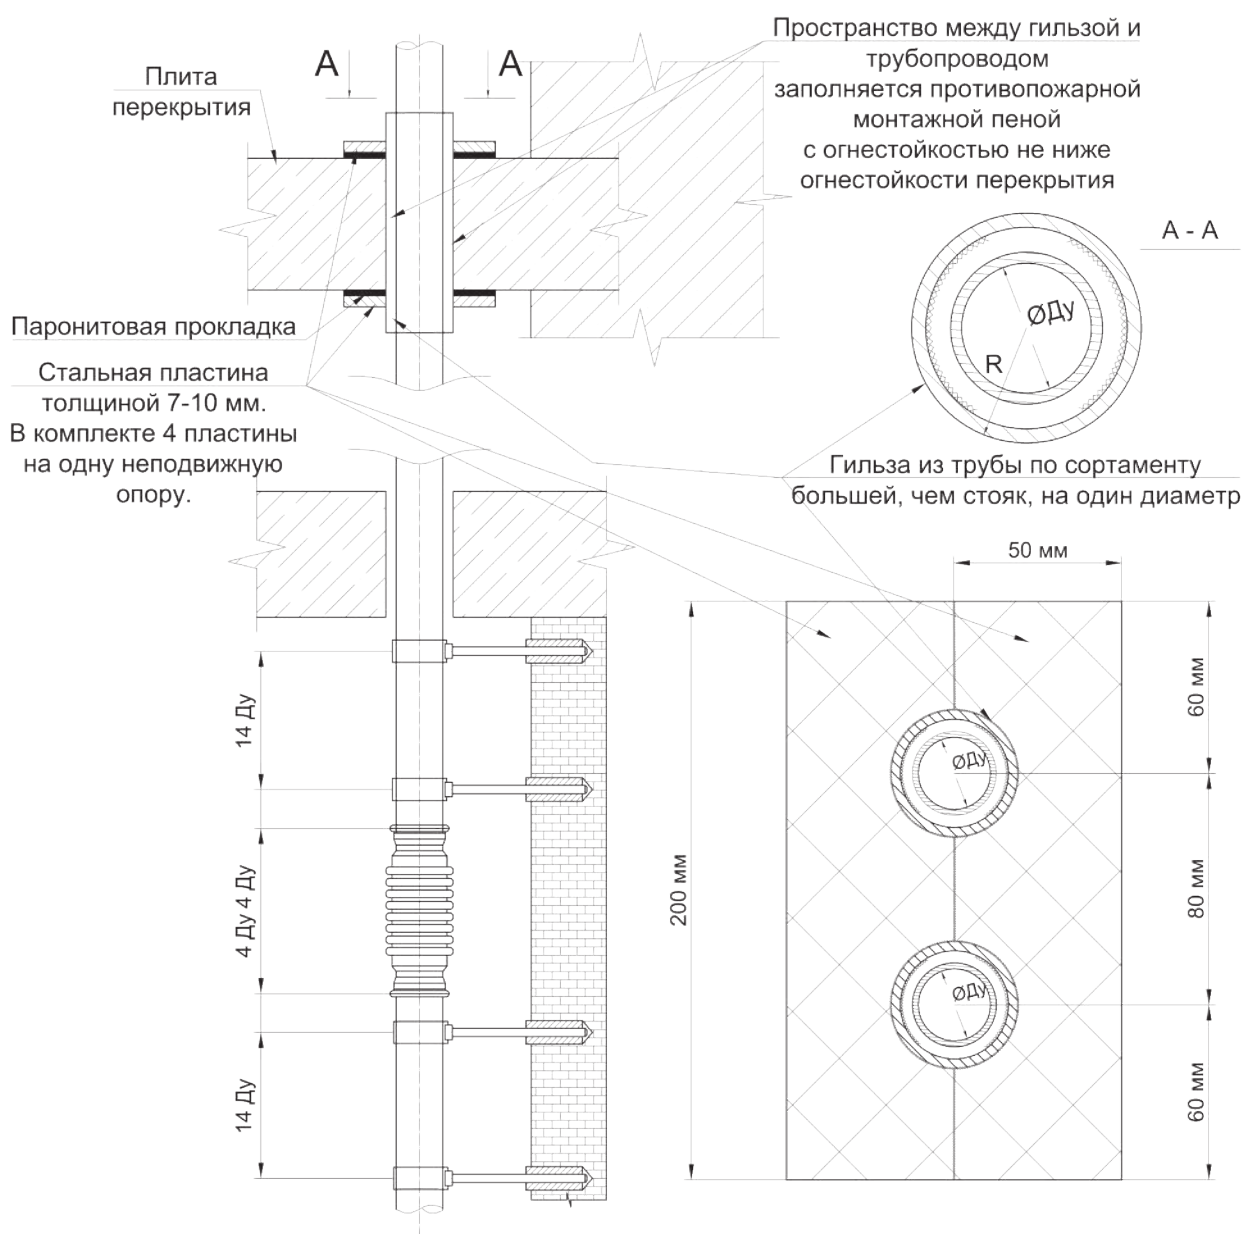 Пространство между гильзой и
трубопроводом
заполняется противопожарной
монтажной пеной
с огнестойкостью не ниже
огнестойкости перекрытия
А
А
Плита
перекрытия
А - А
ØДу
R
Паронитовая прокладка
Стальная пластина
толщиной 7-10 мм.
В комплекте 4 пластины
на одну неподвижную
опору.
Гильза из трубы по сортаменту
большей, чем стояк, на один диаметр
50 мм
60 мм
14 Ду
ØДу
200 мм
4 Ду 4 Ду
80 мм
ØДу
14 Ду
60 мм